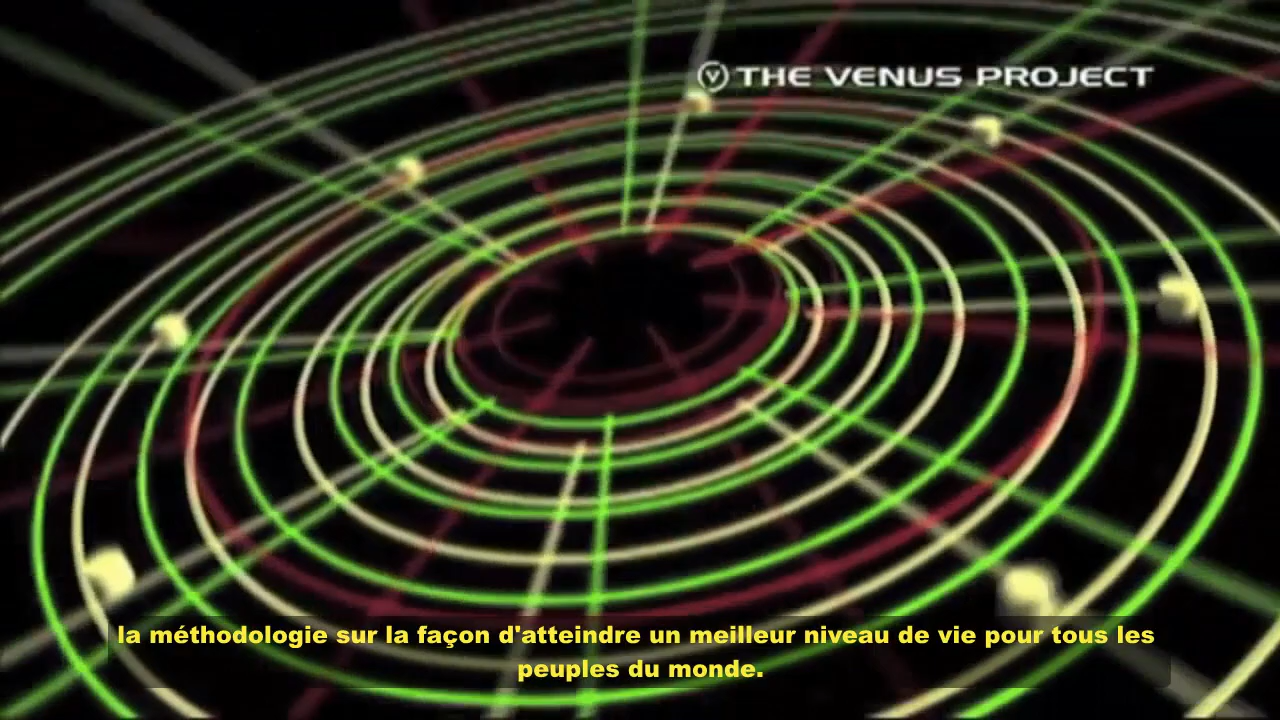 THE VENUS PROJECT
la méthodologie sur la façon d'atteindre un meilleur niveau de vie pour tous les
peuples du monde.